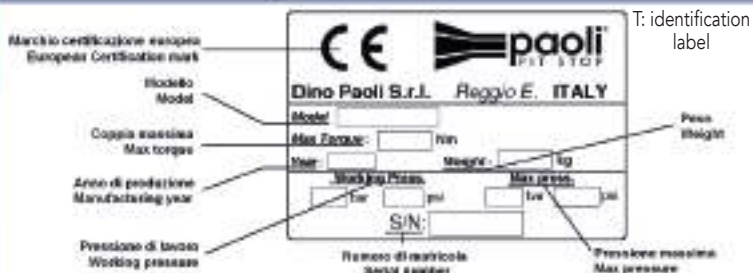 T: identification
label
Marchio certificazione europea
European Certification mark
CE
paoli
PIT STOP
Dino Paoli S.r.l. Reggio E. ITALY
Modello
Model
Model
Coppia massima
Max torque
Max Torque: Nm
Peso
Weight
Year: Weight: kg
Anno di produzione
Manufacturing year
Working Press. Max press.
bar psi bar psi
S/N:
Pressione di lavoro
Working pressure
Numero di matricola
Serial number
Pressione massima
Max pressure